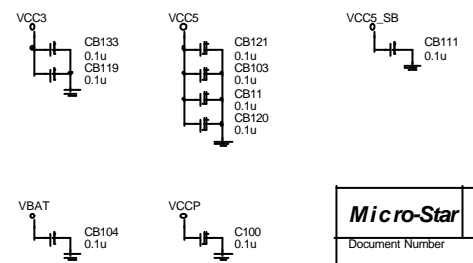 VCC3
CB133
0.1u
CB119
0.1u
VCC5
CB121
0.1u
CB103
0.1u
CB11
0.1u
CB120
0.1u
VCC5_SB
CB111
0.1u
VBAT
CB104
0.1u
VCCP
C100
0.1u
Micro-Star
Document Number